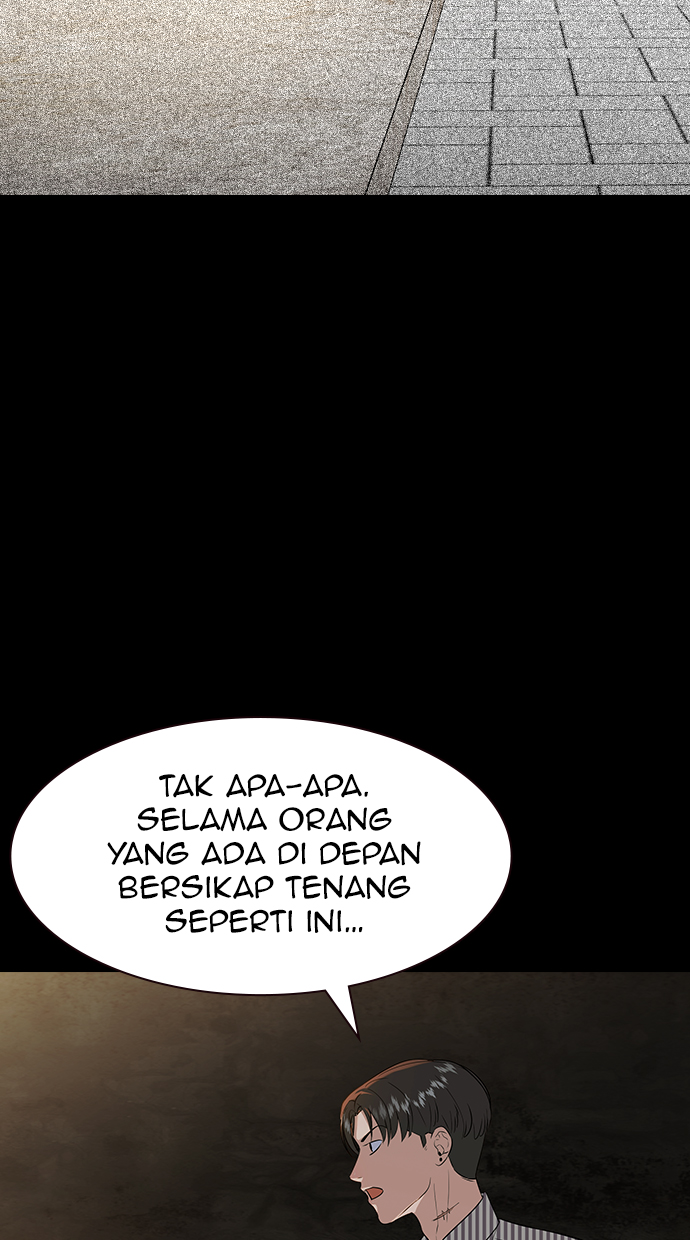 TAK APA-APA,
SELAMA ORANG
YANG ADA DI DEPAN
BERSIKAP TENANG
SEPERTI INI...